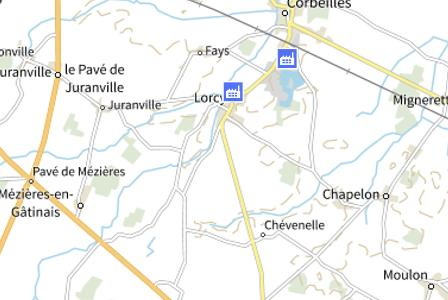 Corbeilles
Fays
onville
uranville
le Pavé de
Juranville
Juranville
Lorcy
Mignerett
Pavé de Mézières
Mézières-en-
Gâtinais
Chapelon
Chévenelle
Moulon